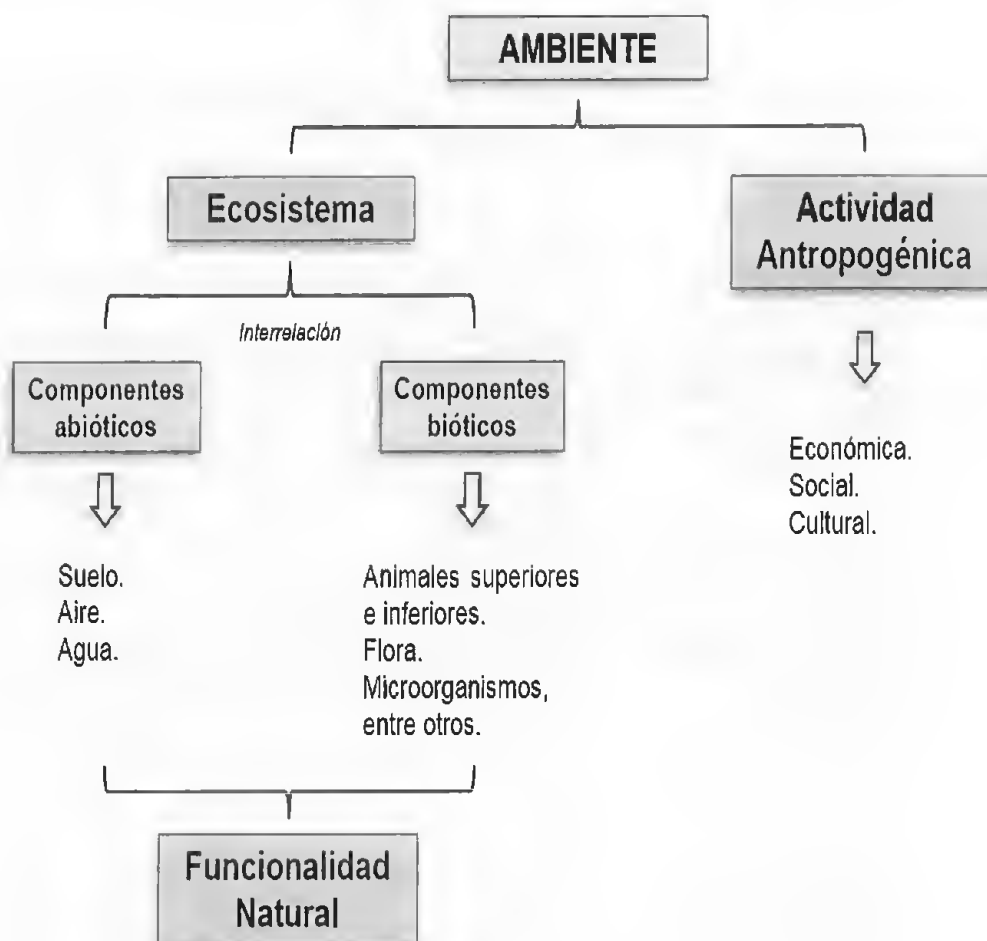 AMBIENTE
Ecosistema
Actividad
Antropogénica
Interrelación
Componentes
abióticos
Componentes
bióticos
Económica.
Social.
Cultural.
Suelo.
Aire.
Agua.
Animales superiores
e inferiores.
Flora.
Microorganismos,
entre otros.
Funcionalidad
Natural